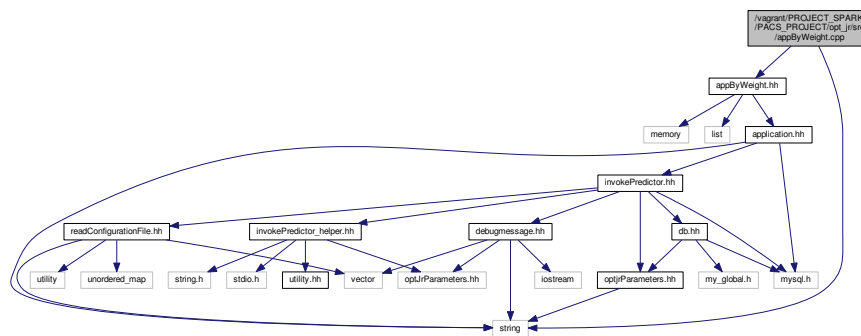 /vagrant/PROJECT_SPARK
/PACS_PROJECT/opt_jr/src
/appByWeight.cpp
appByWeight.hh
memory
list
application.hh
invokePredictor.hh
readConfigurationFile.hh
invokePredictor_helper.hh
debugmessage.hh
db.hh
utility
unordered_map
string.h
stdio.h
utility.hh
vector
optJrParameters.hh
iostream
optjrParameters.hh
my_global.h
mysql.h
string